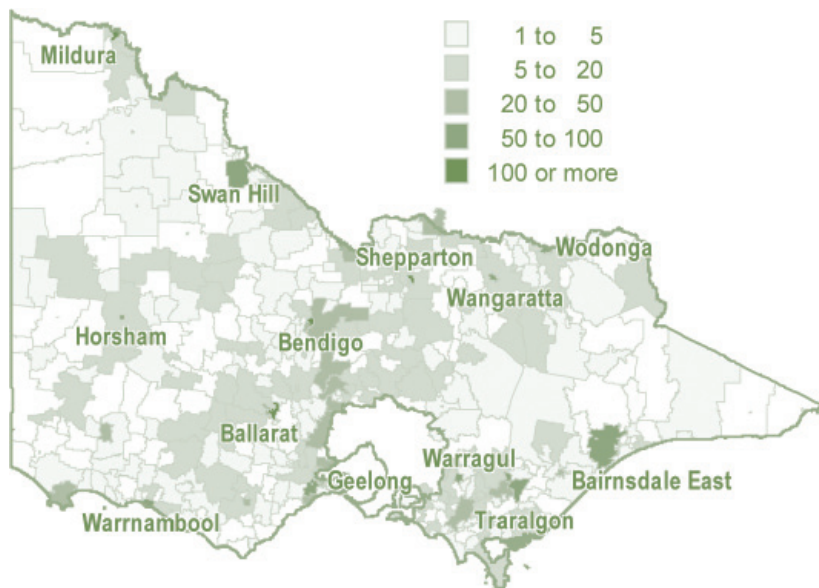 1 to 5
5 to 20
20 to 50
50 to 100
100 or more
Mildura
Swan Hill
Shepparton
Wodonga
Wangaratta
Horsham
Bendigo
Ballarat
Geelong
Warragul
Bairnsdale East
Warrnambool
Traralgon